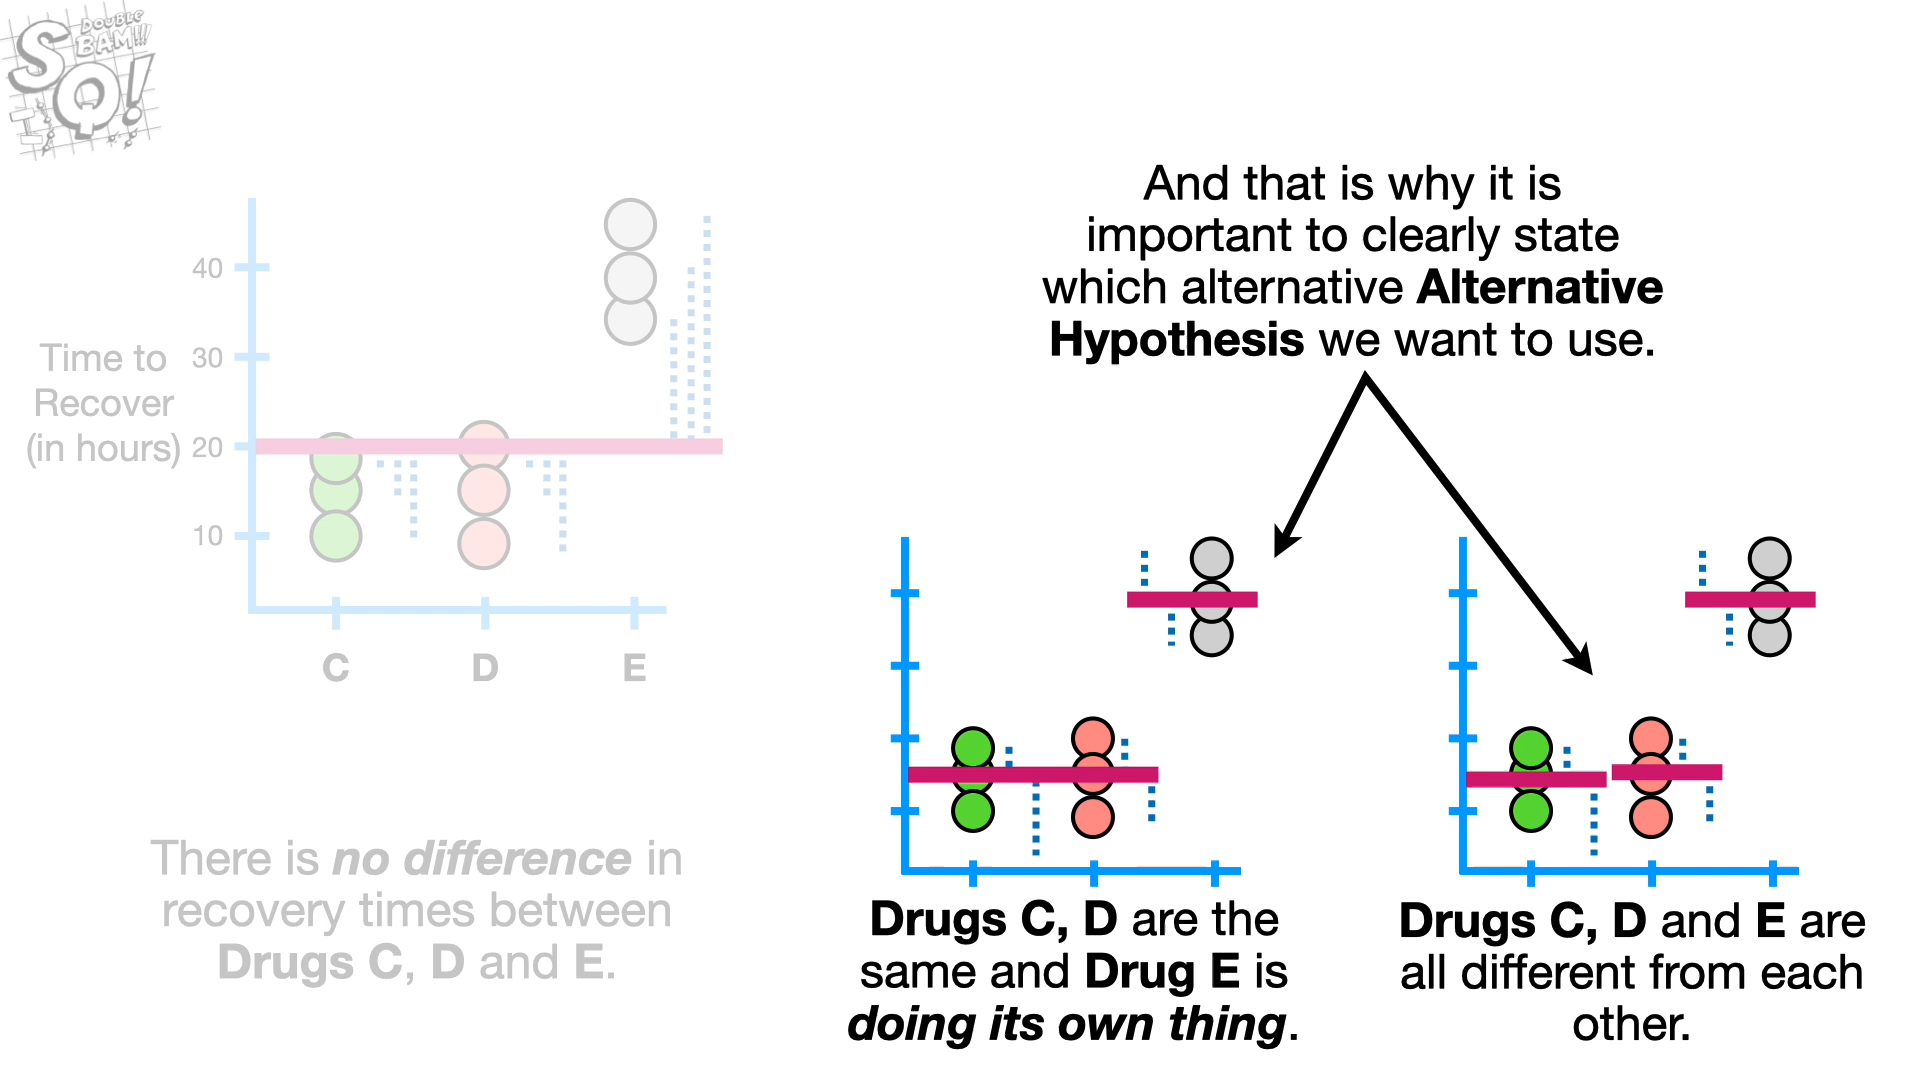 DOUBLE
BAM!!!
SQ!
And that is why it is
important to clearly state
which alternative Alternative
Hypothesis we want to use.
40
30
20
10
Time to
Recover
(in hours)
C D E
There is no difference in
recovery times between
Drugs C, D and E.
Drugs C, D are the
same and Drug E is
doing its own thing.
Drugs C, D and E are
all different from each
other.